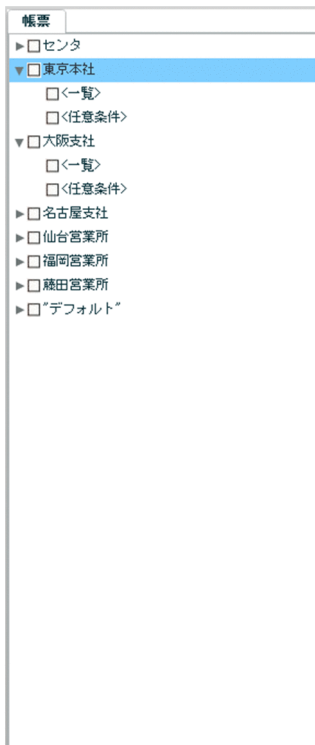 帳票
センタ
東京本社
<一覧>
<任意条件>
大阪支社
<一覧>
<任意条件>
名古屋支社
仙台営業所
福岡営業所
藤田営業所
"デフォルト"